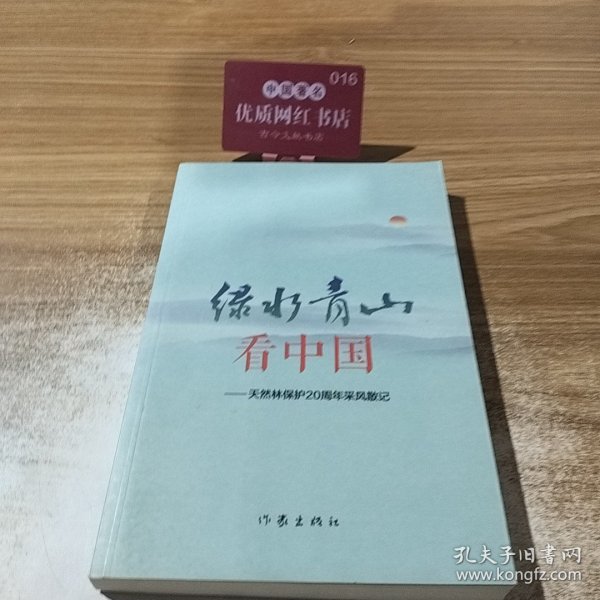 016
中国著名
优质网红书店
古今文献书店
绿水青山
看中国
——天然林保护20周年采风散记
作家出版社
孔夫子旧书网
www.kongfz.com